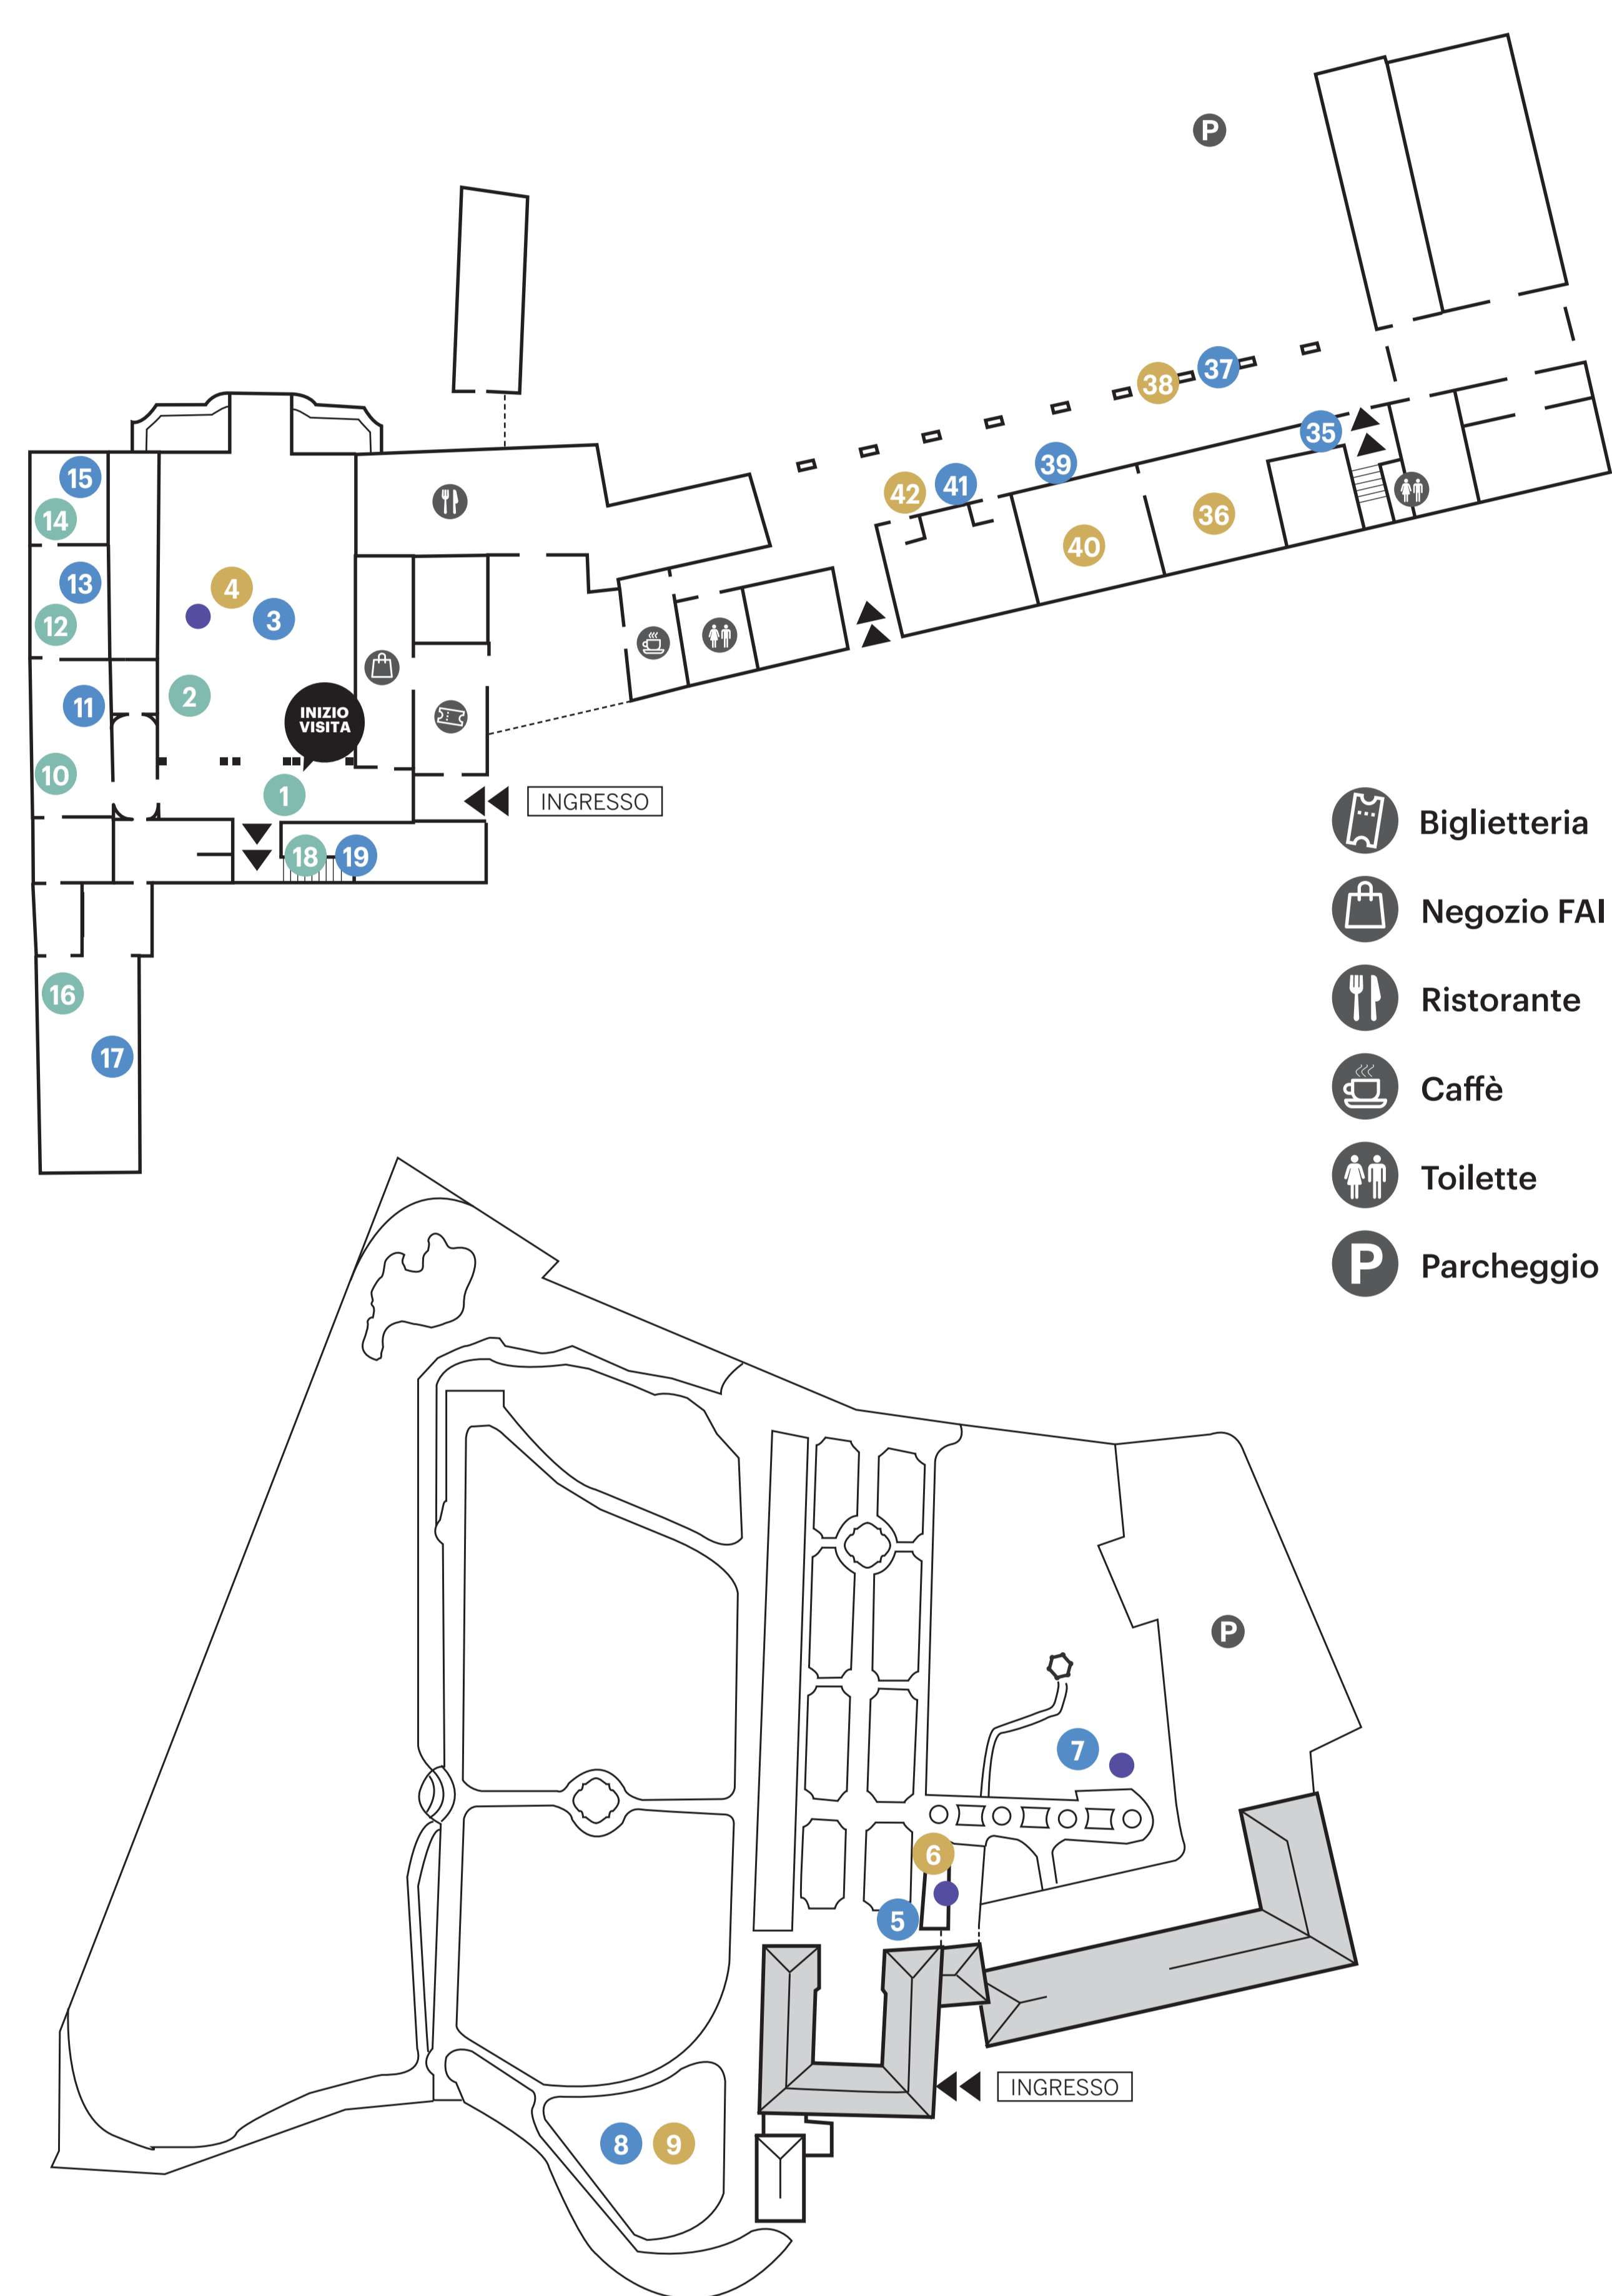 P
37
38
35
39
41
42
36
40
15
14
13
4
3
12
2
11
INIZIO
VISITA
10
1
INGRESSO
18
19
16
17
Biglietteria
Negozio FAI
Ristorante
Caffè
Toilette
P
Parcheggio
P
7
6
5
INGRESSO
8
9